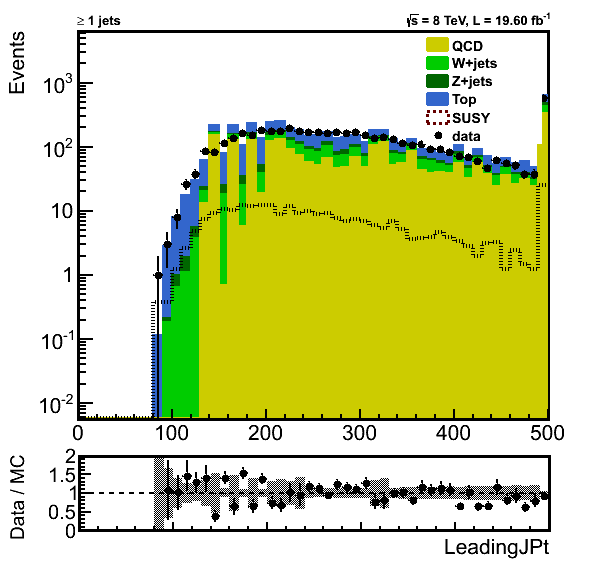 ≥ 1 jets
√s = 8 TeV, L = 19.60 fb⁻¹
Events
QCD
W+jets
Z+jets
Top
SUSY
data
10³
10²
10
1
10⁻¹
10⁻²
0 100 200 300 400 500
Data / MC
2
1.5
1
0.5
0
LeadingJPt